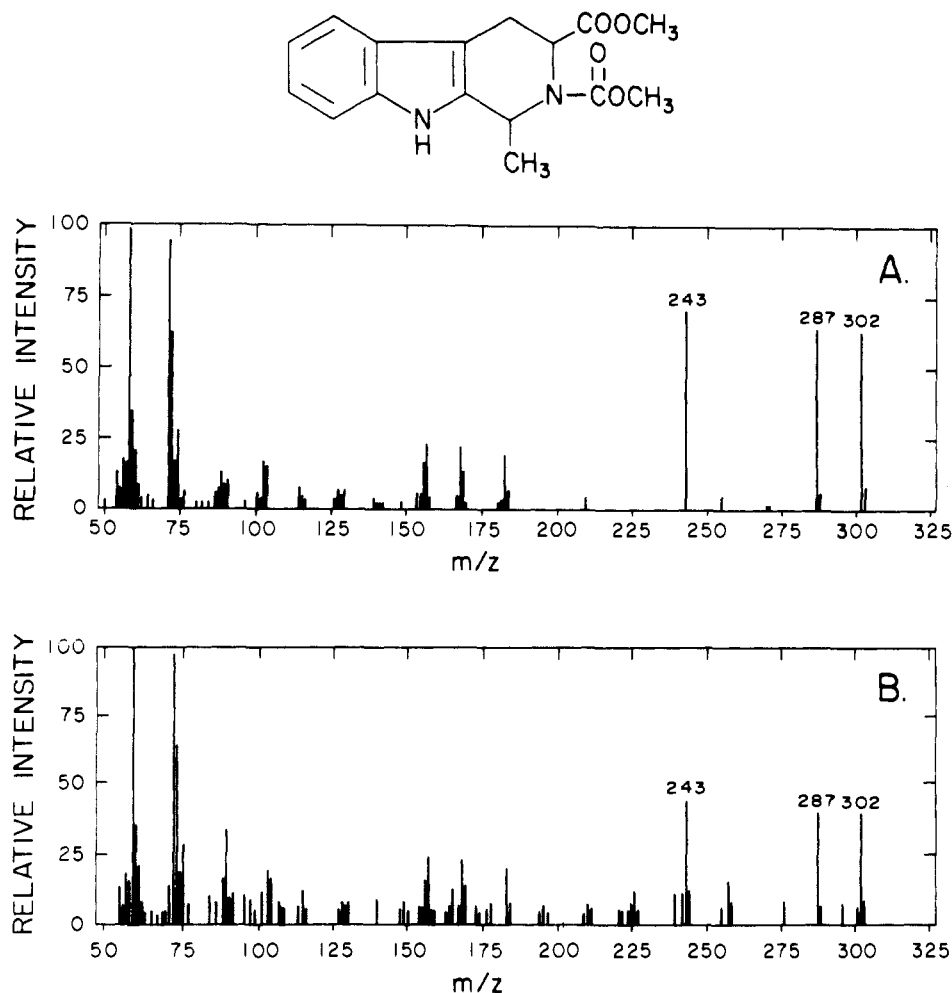 COOCH3
O
N
COCH3
N
H
CH3
RELATIVE INTENSITY
100
75
50
25
0
A.
243
287
302
50 75 100 125 150 175 200 225 250 275 300 325
m/z
RELATIVE INTENSITY
100
75
50
25
0
B.
243
287
302
50 75 100 125 150 175 200 225 250 275 300 325
m/z